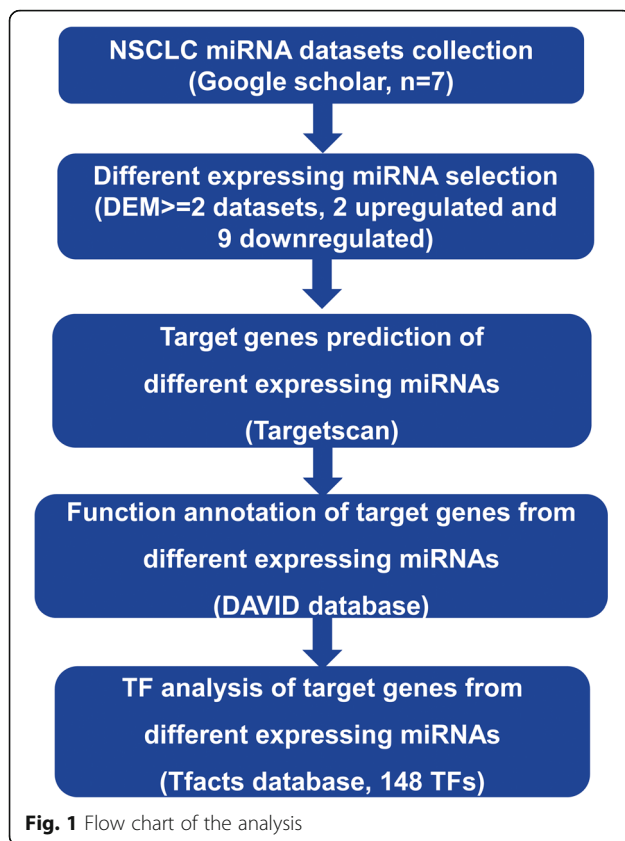 NSCLC miRNA datasets collection
(Google scholar, n=7)
Different expressing miRNA selection
(DEM>=2 datasets, 2 upregulated and
9 downregulated)
Target genes prediction of
different expressing miRNAs
(Targetscan)
Function annotation of target genes from
different expressing miRNAs
(DAVID database)
TF analysis of target genes from
different expressing miRNAs
(Tfacts database, 148 TFs)
Fig. 1 Flow chart of the analysis